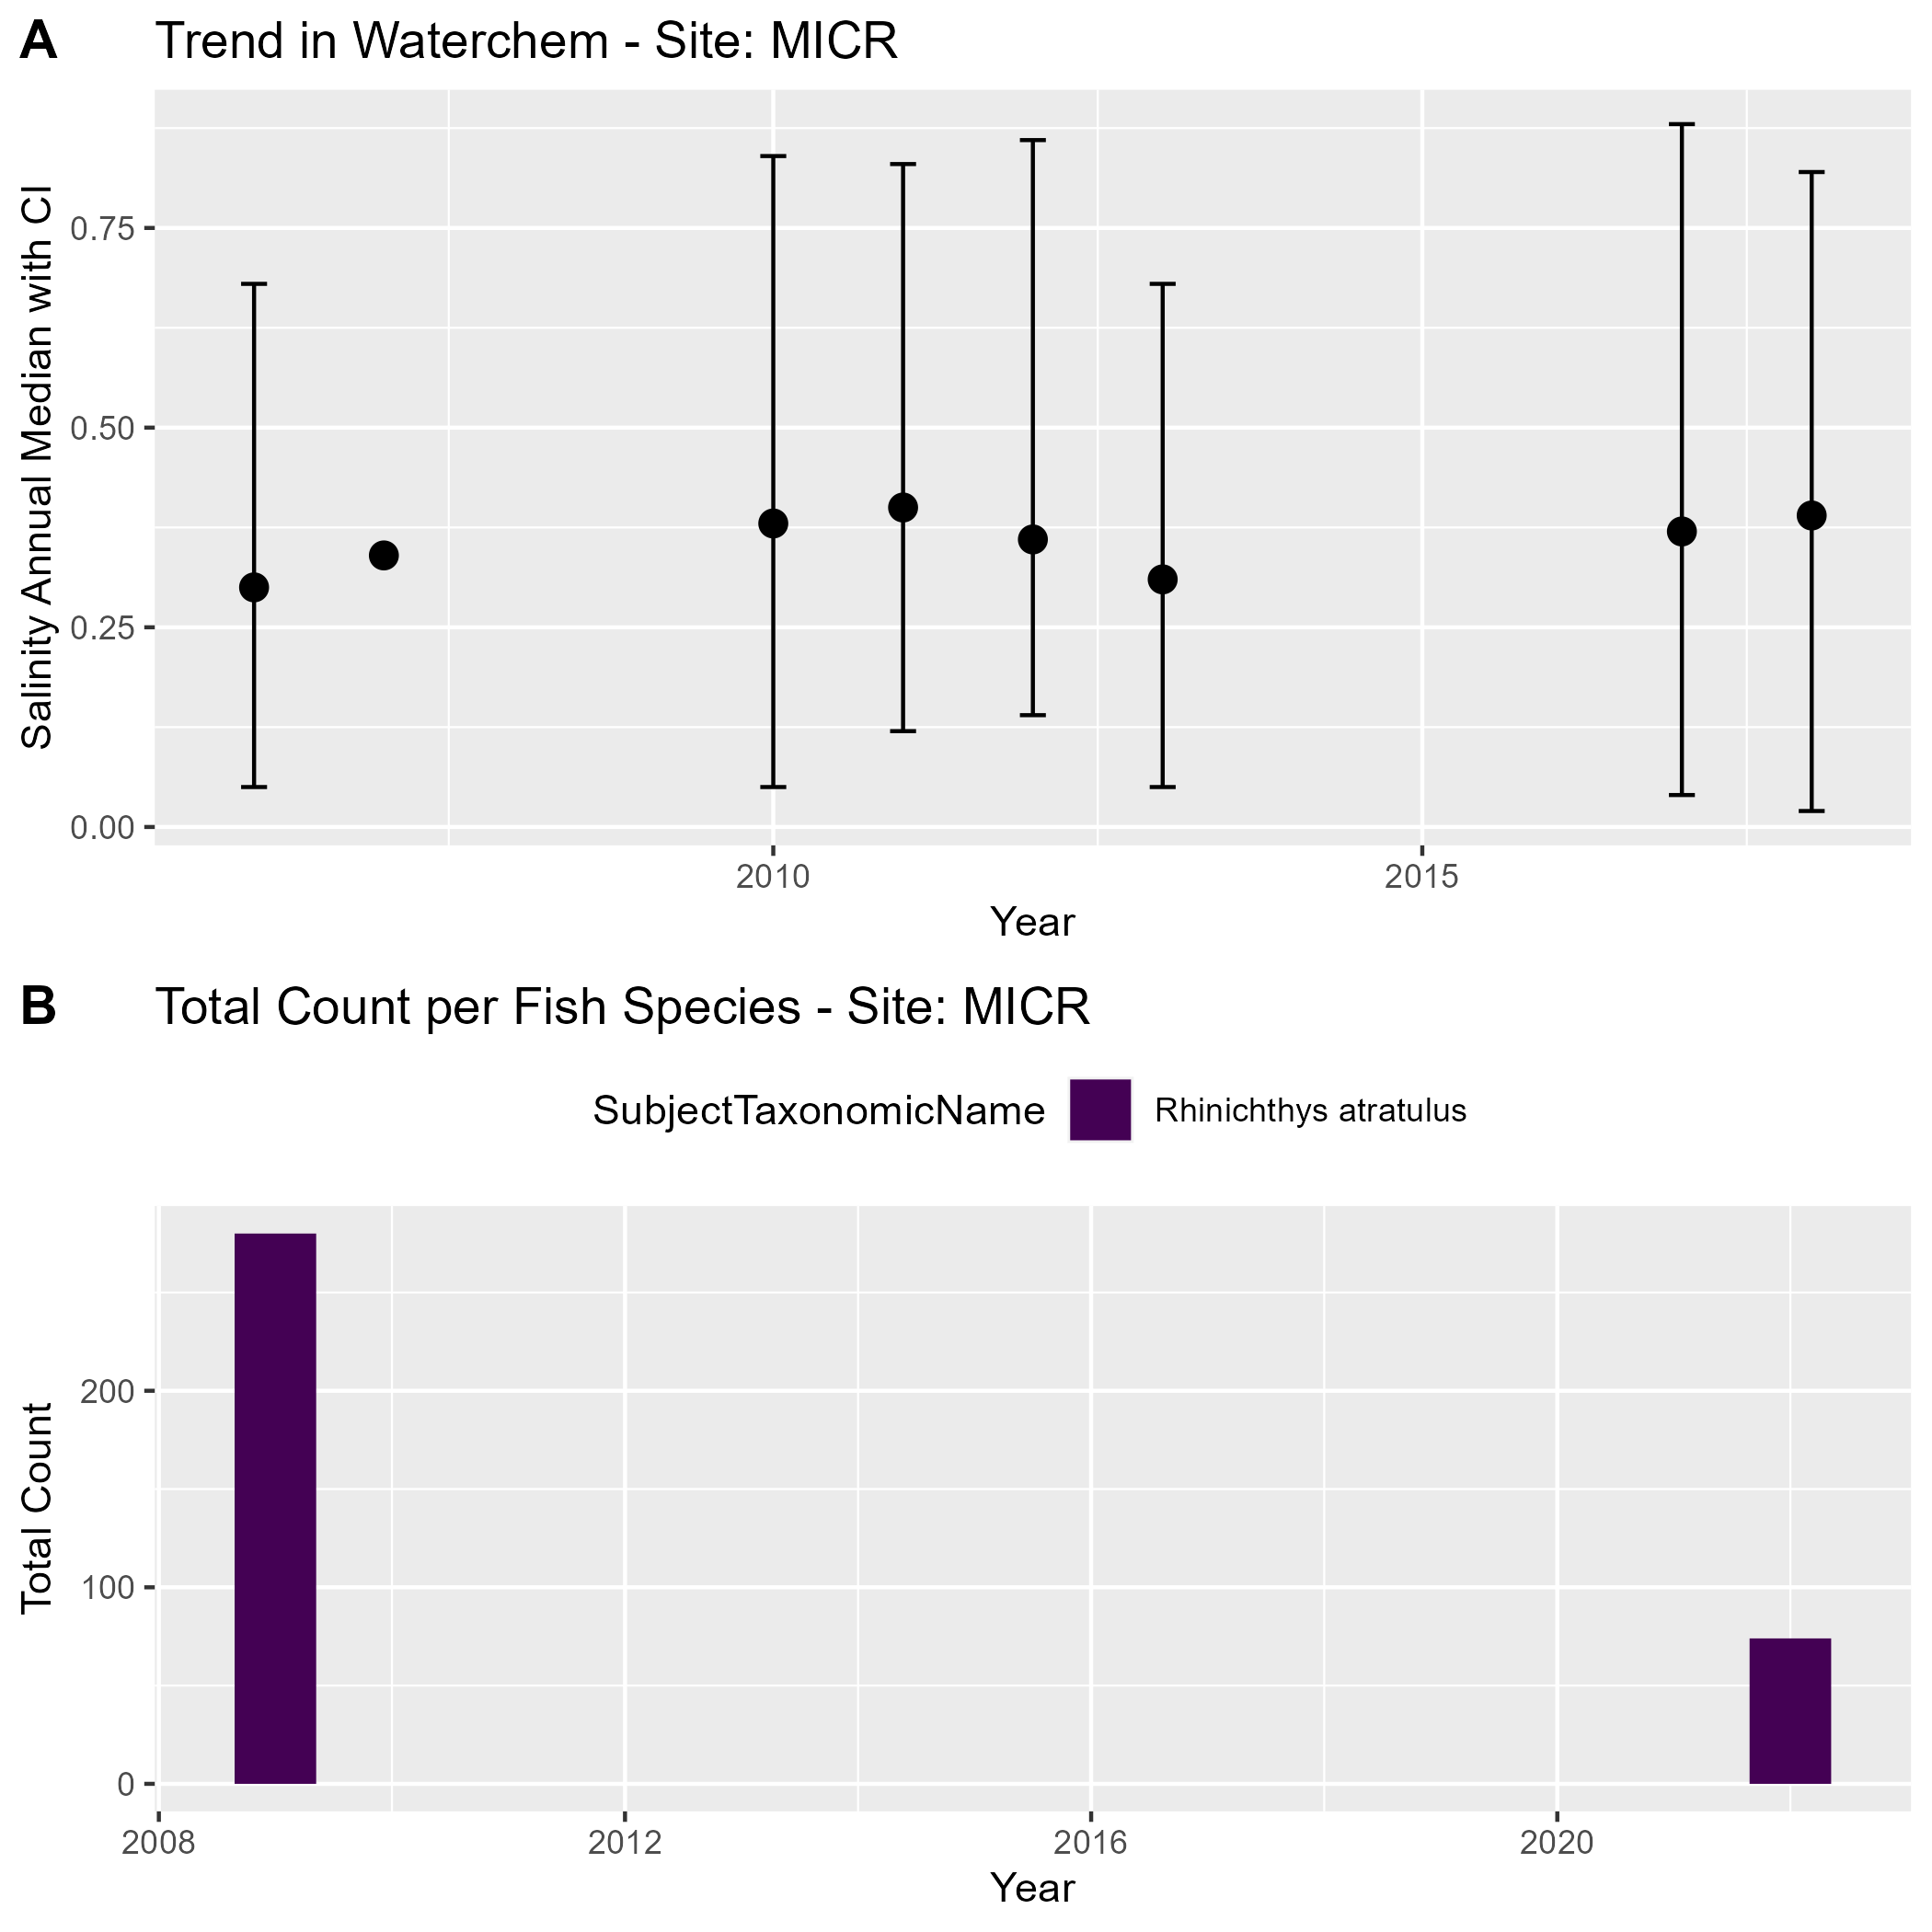 A Trend in Waterchem - Site: MICR
Salinity Annual Median with CI
0.75
0.50
0.25
0.00
2010 2015
Year
B Total Count per Fish Species - Site: MICR
SubjectTaxonomicName Rhinichthys atratulus
Total Count
200
100
0
2008 2012 2016 2020
Year